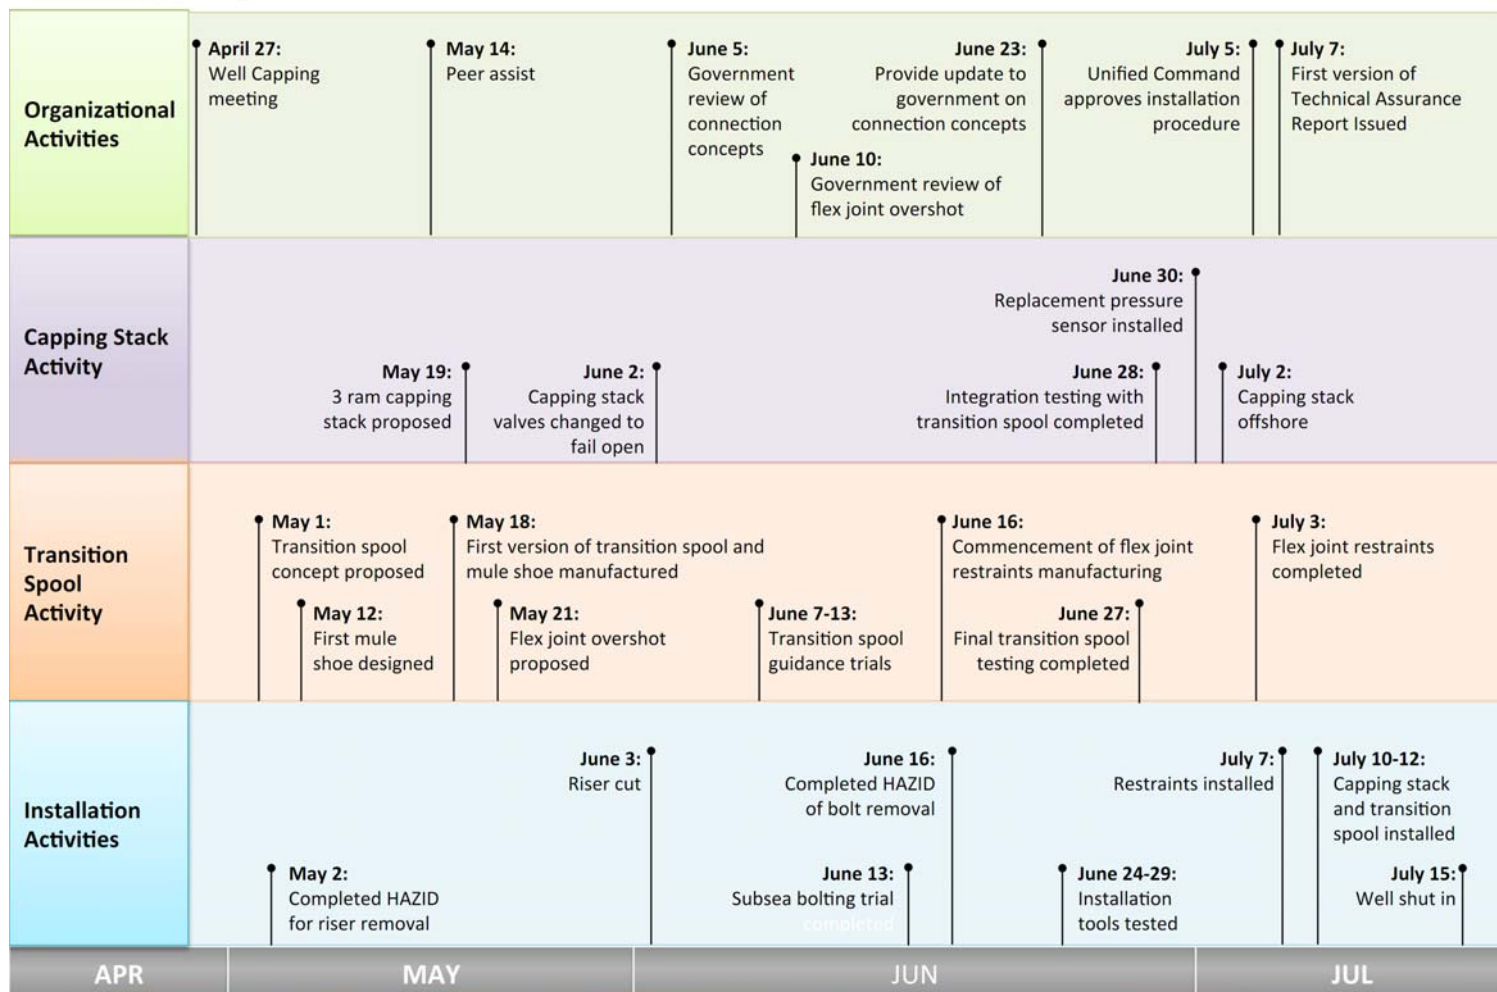 Organizational
Activities
April 27:
Well Capping
meeting
May 14:
Peer assist
June 5:
Government
review of
connection
concepts
June 10:
Government review of
flex joint overshot
June 23:
Provide update to
government on
connection concepts
July 5:
Unified Command
approves installation
procedure
July 7:
First version of
Technical Assurance
Report Issued
Capping Stack
Activity
May 19:
3 ram capping
stack proposed
June 2:
Capping stack
valves changed to
fail open
June 28:
Integration testing with
transition spool completed
June 30:
Replacement pressure
sensor installed
July 2:
Capping stack
offshore
Transition
Spool
Activity
May 1:
Transition spool
concept proposed
May 12:
First mule
shoe designed
May 18:
First version of transition spool and
mule shoe manufactured
May 21:
Flex joint overshot
proposed
June 7-13:
Transition spool
guidance trials
June 16:
Commencement of flex joint
restraints manufacturing
June 27:
Final transition spool
testing completed
July 3:
Flex joint restraints
completed
Installation
Activities
May 2:
Completed HAZID
for riser removal
June 3:
Riser cut
June 13:
Subsea bolting trial
completed
June 16:
Completed HAZID
of bolt removal
June 24-29:
Installation
tools tested
July 7:
Restraints installed
July 10-12:
Capping stack
and transition
spool installed
July 15:
Well shut in
APR
MAY
JUN
JUL